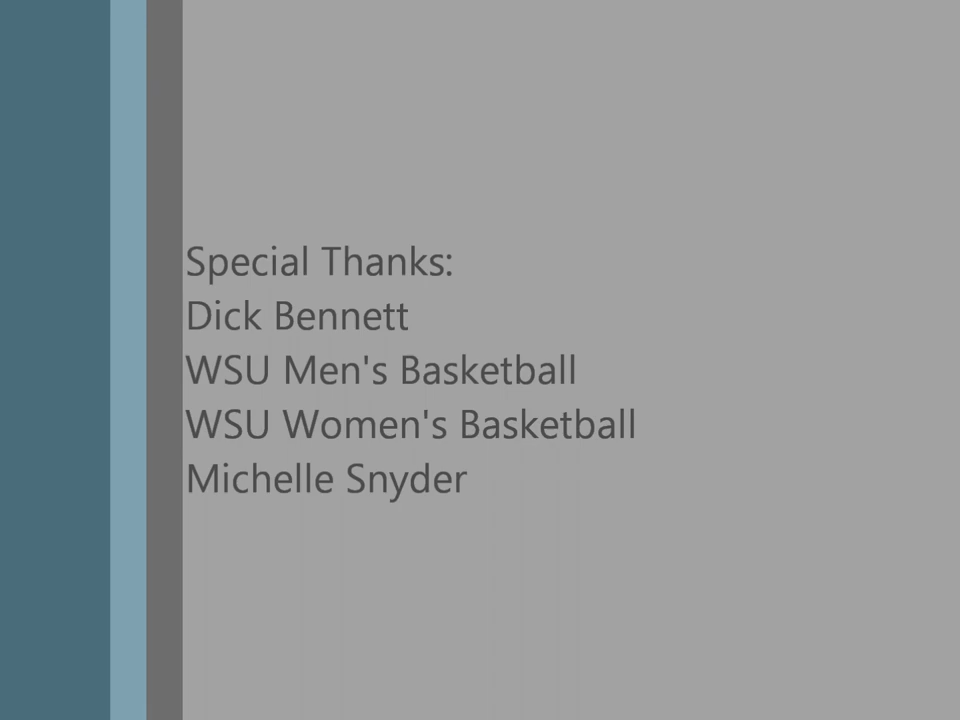 Special Thanks:
Dick Bennett
WSU Men's Basketball
WSU Women's Basketball
Michelle Snyder